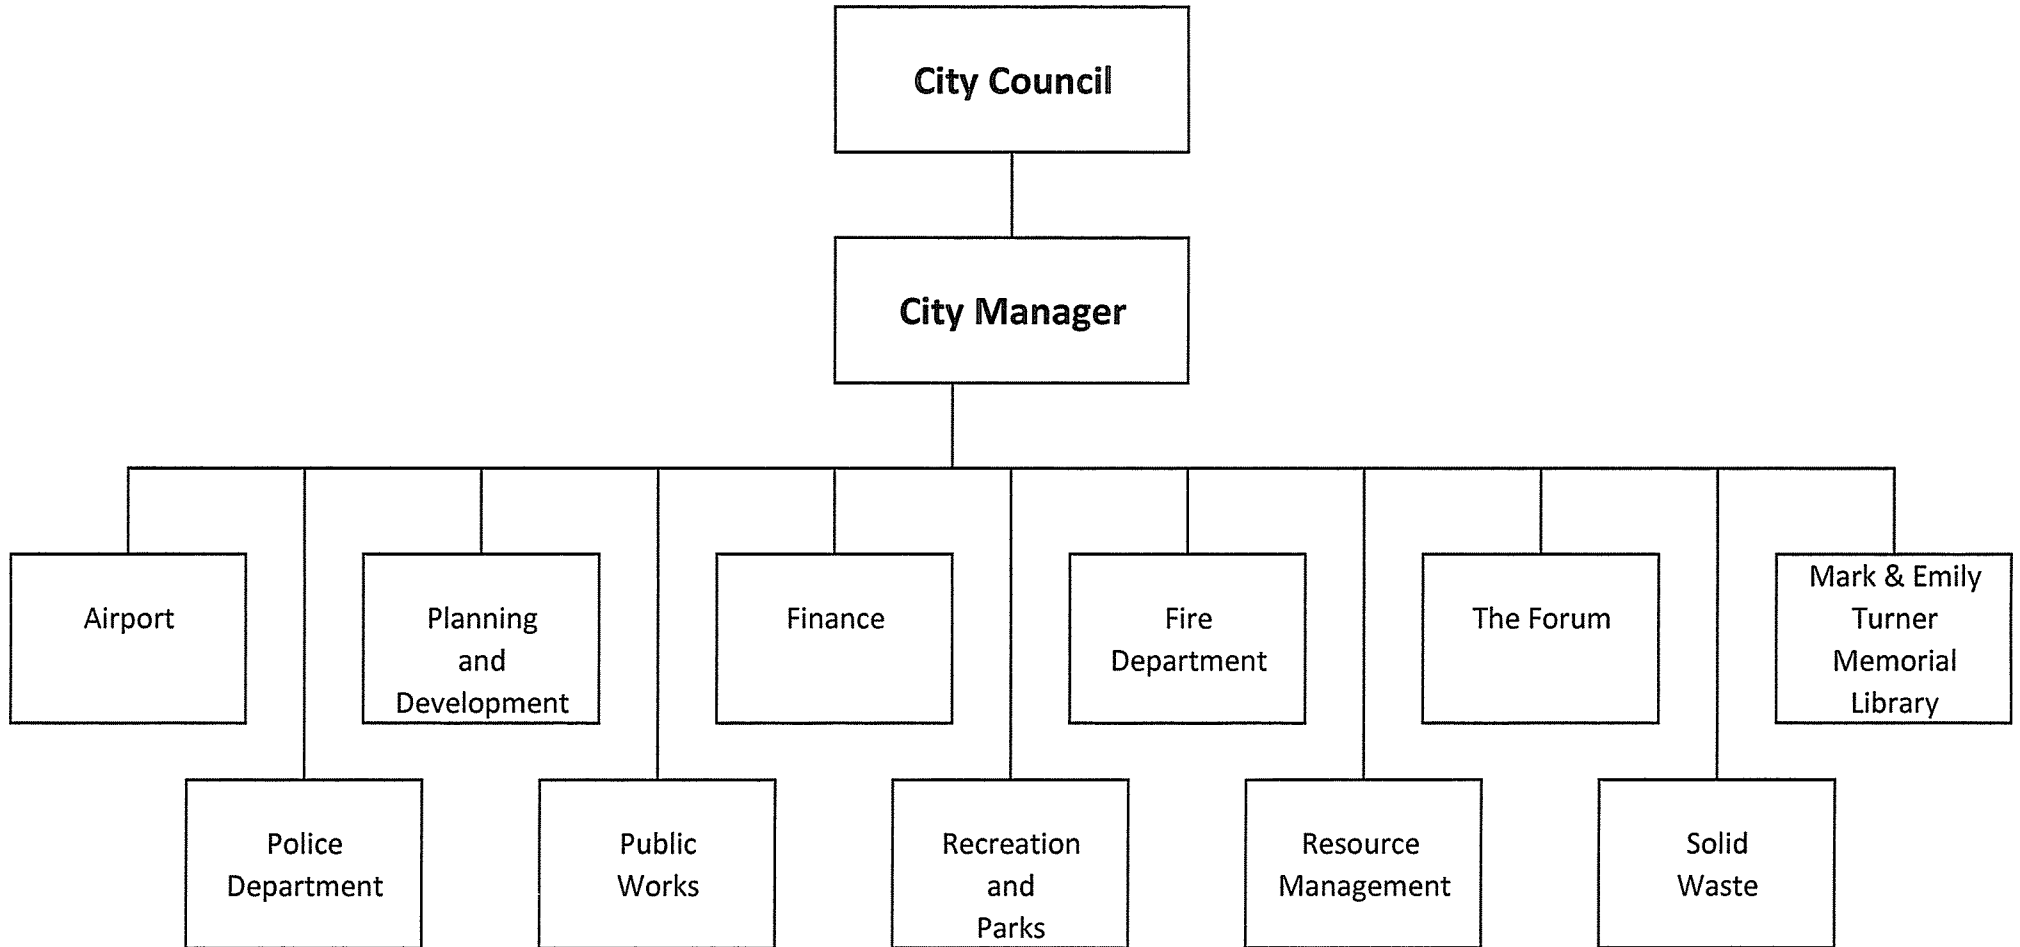 City Council
City Manager
Airport
Planning
and
Development
Finance
Fire
Department
The Forum
Mark & Emily
Turner
Memorial
Library
Police
Department
Public
Works
Recreation
and
Parks
Resource
Management
Solid
Waste